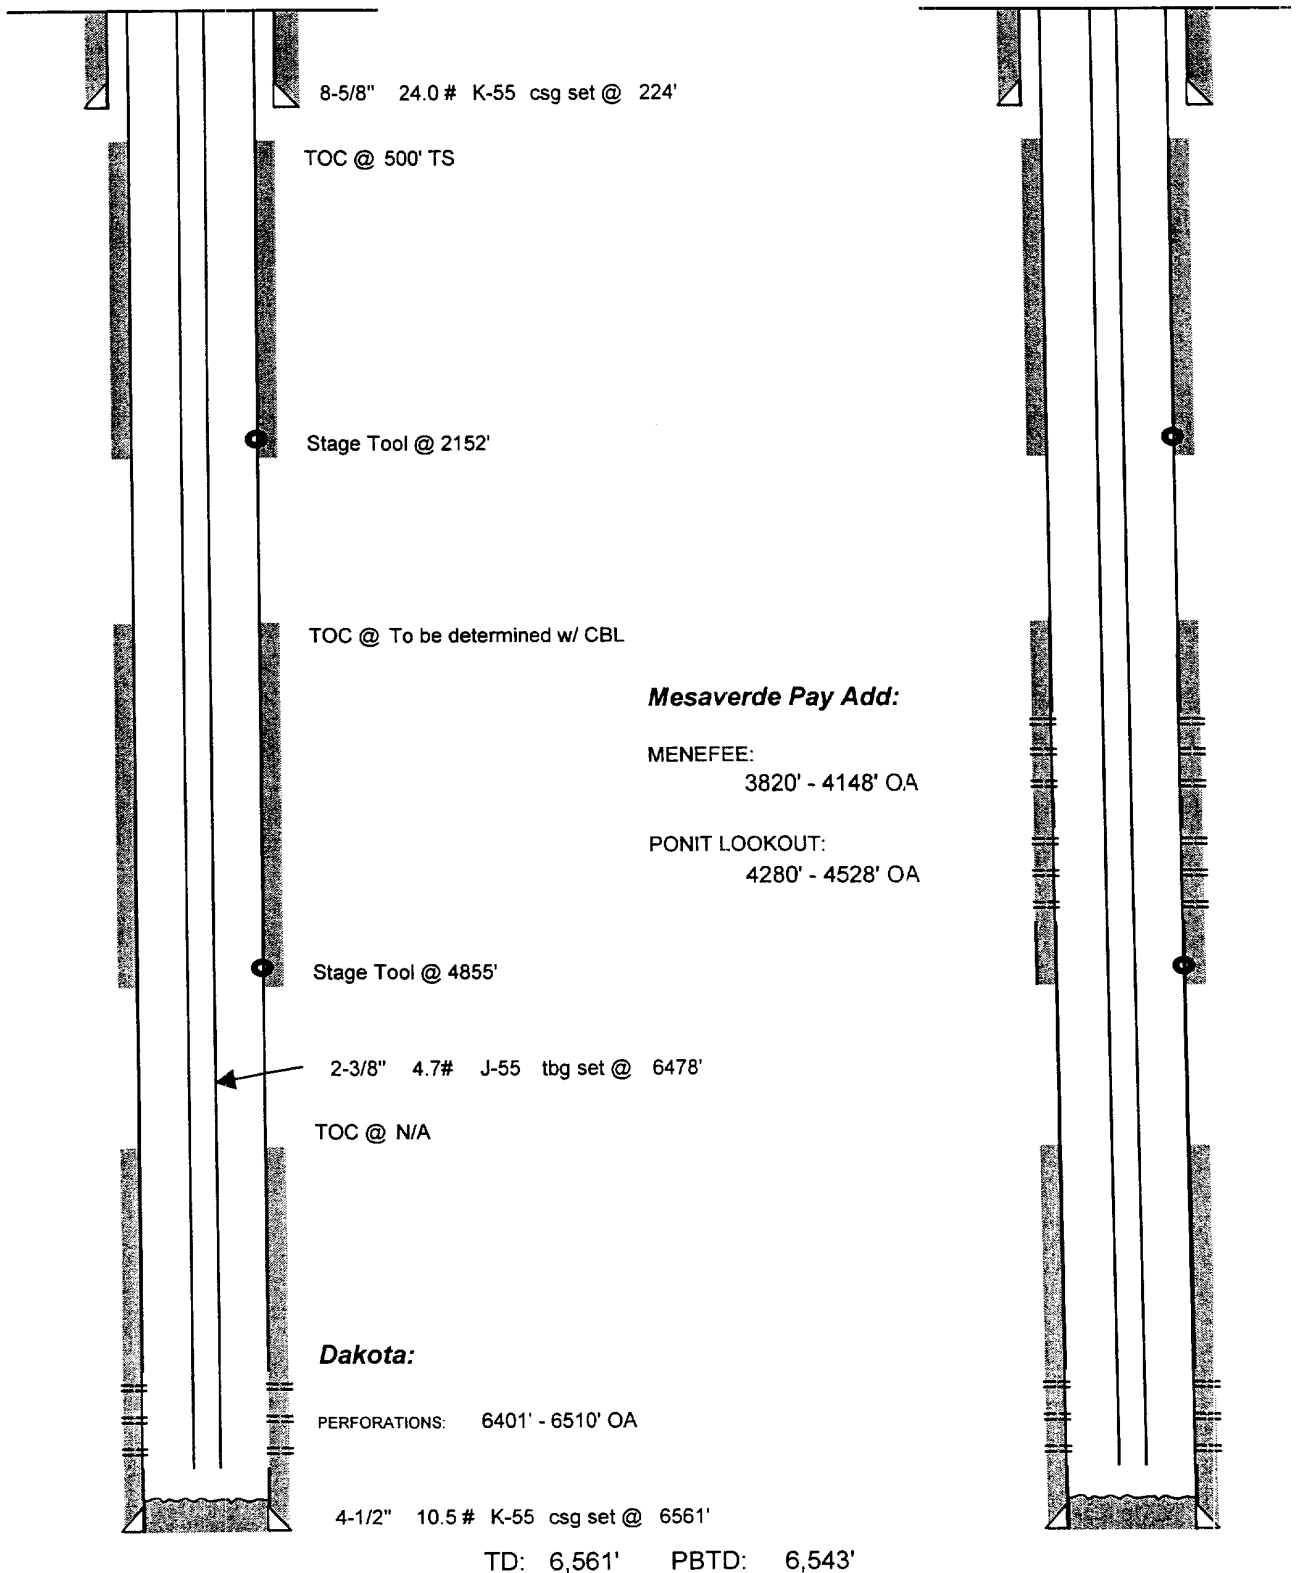 8-5/8" 24.0 # K-55 csg set @ 224'
TOC @ 500' TS
Stage Tool @ 2152'
TOC @ To be determined w/ CBL
Mesaverde Pay Add:
MENEFEE:
3820' - 4148' OA
PONIT LOOKOUT:
4280' - 4528' OA
Stage Tool @ 4855'
2-3/8" 4.7# J-55 tbg set @ 6478'
TOC @ N/A
Dakota:
PERFORATIONS: 6401' - 6510' OA
4-1/2" 10.5 # K-55 csg set @ 6561'
TD: 6,561' PBTD: 6,543'